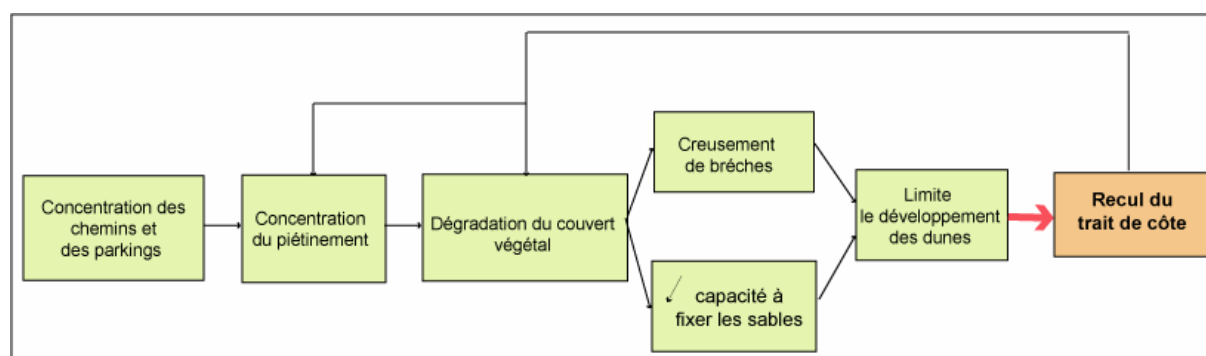 Concentration des
chemins et
des parkings
Concentration
du piétinement
Dégradation du couvert
végétal
Creusement
de bréches
capacité à
fixer les sables
Limite
le développement
des dunes
Recul du
trait de côte